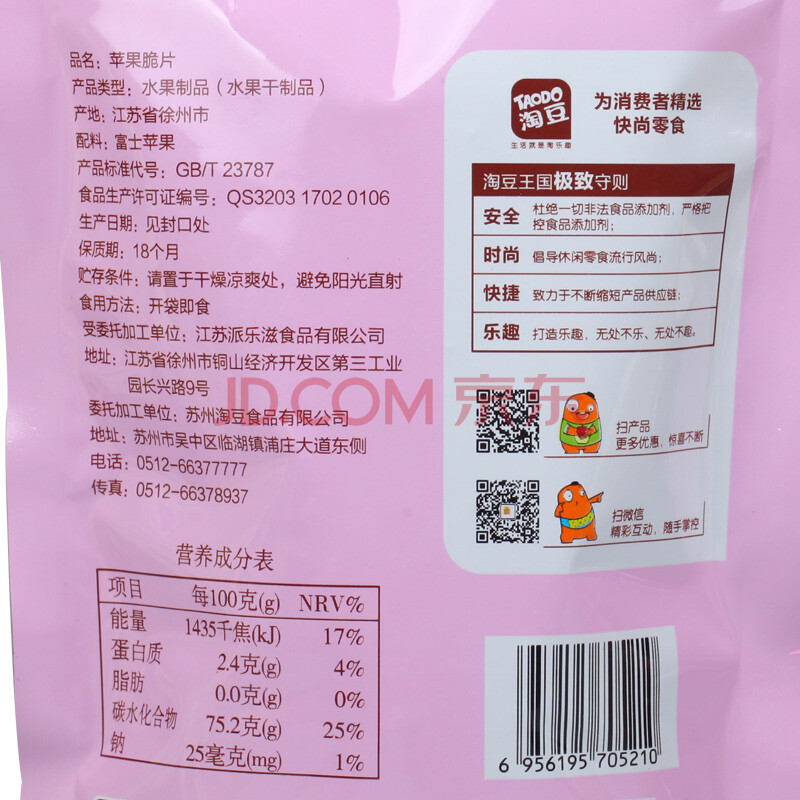 品名：苹果脆片
产品类型：水果制品（水果干制品）
产地：江苏省徐州市
配料：富士苹果
产品标准代号：GB/T 23787
食品生产许可证编号：QS3203 1702 0106
生产日期：见封口处
保质期：18个月
贮存条件：请置于干燥凉爽处，避免阳光直射
食用方法：开袋即食
受委托加工单位：江苏派乐滋食品有限公司
地址：江苏省徐州市铜山经济开发区第三工业
园长兴路9号
委托加工单位：苏州淘豆食品有限公司
地址：苏州市吴中区临湖镇浦庄大道东侧
电话：0512-66377777
传真：0512-66378937
营养成分表
项目 每100克(g) NRV%
能量 1435千焦(kJ) 17%
蛋白质 2.4克(g) 4%
脂肪 0.0克(g) 0%
碳水化合物 75.2克(g) 25%
钠 25毫克(mg) 1%
TAODO
淘豆
生活就是淘乐趣
为消费者精选
快尚零食
淘豆王国极致守则
安全 杜绝一切非法食品添加剂，严格把
控食品添加剂；
时尚 倡导休闲零食流行风尚；
快捷 致力于不断缩短产品供应链；
乐趣 打造乐趣，无处不乐、无处不趣。
扫产品
更多优惠，惊喜不断
扫微信
精彩互动，随手掌控
6 956195 705210
JD.COM 京东